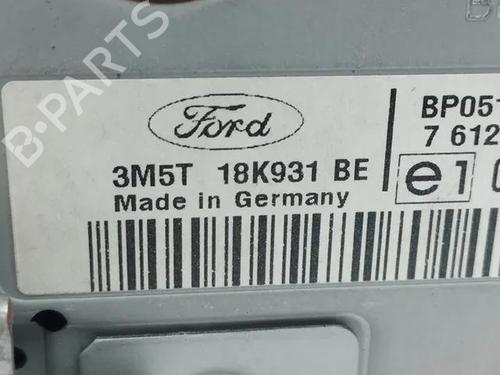 B-PARTS
Ford
3M5T 18K931 BE
Made in Germany
BP051
7 612
e1